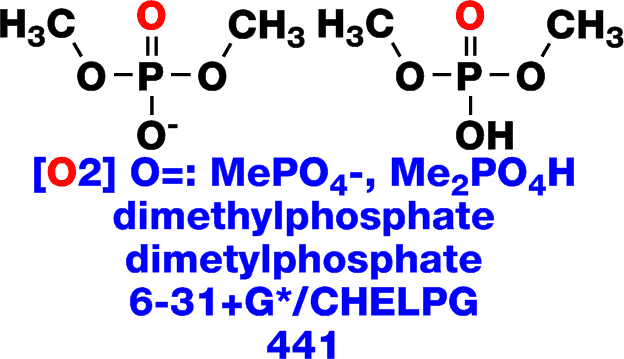 H₃C O CH₃ H₃C O CH₃
O P O O P O
O⁻ OH
[O2] O=: MePO₄-, Me₂PO₄H
dimethylphosphate
dimetylphosphate
6-31+G*/CHELPG
441